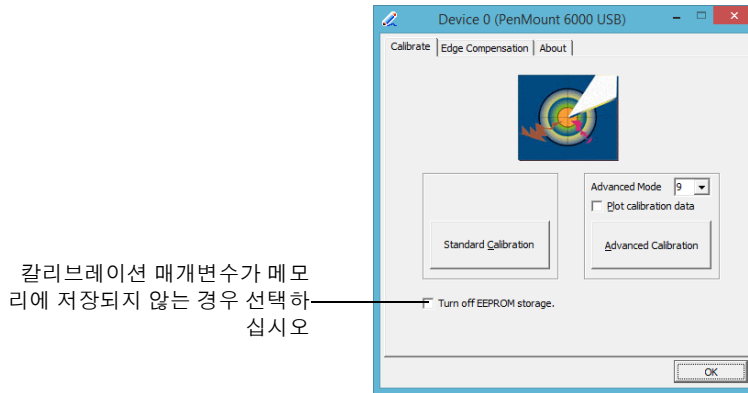 Device 0 (PenMount 6000 USB)
Calibrate
Edge Compensation
About
Advanced Mode
9
Plot calibration data
Standard Calibration
Advanced Calibration
칼리브레이션 매개변수가 메모
리에 저장되지 않는 경우 선택하
십시오
Turn off EEPROM storage.
OK